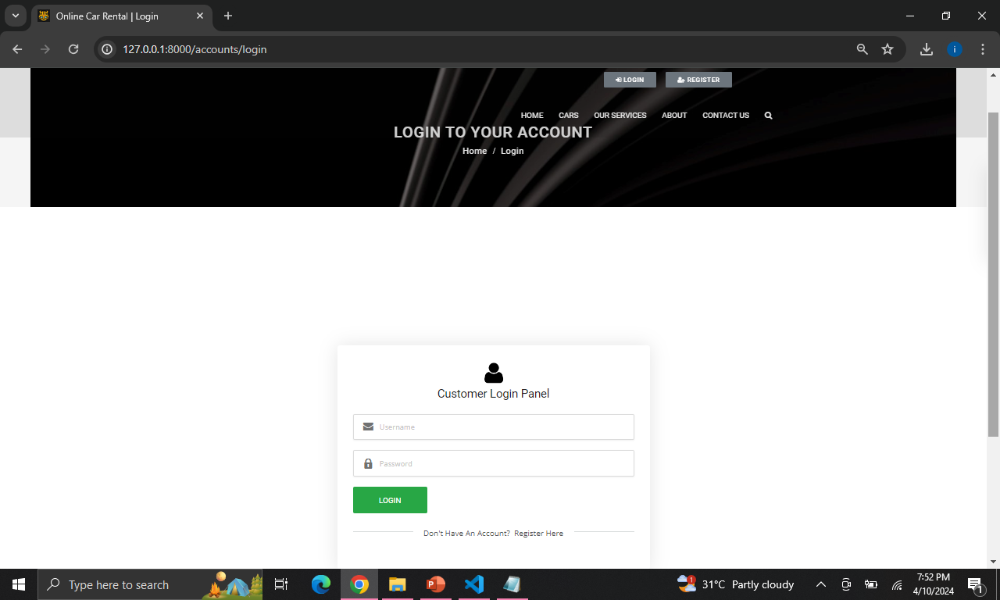 Online Car Rental | Login
127.0.0.1:8000/accounts/login
i
LOGIN REGISTER
HOME CARS OUR SERVICES ABOUT CONTACT US
LOGIN TO YOUR ACCOUNT
Home / Login
Customer Login Panel
Username
Password
LOGIN
Don't Have An Account? Register Here
Type here to search
1
31°C Partly cloudy
7:52 PM
4/10/2024
1